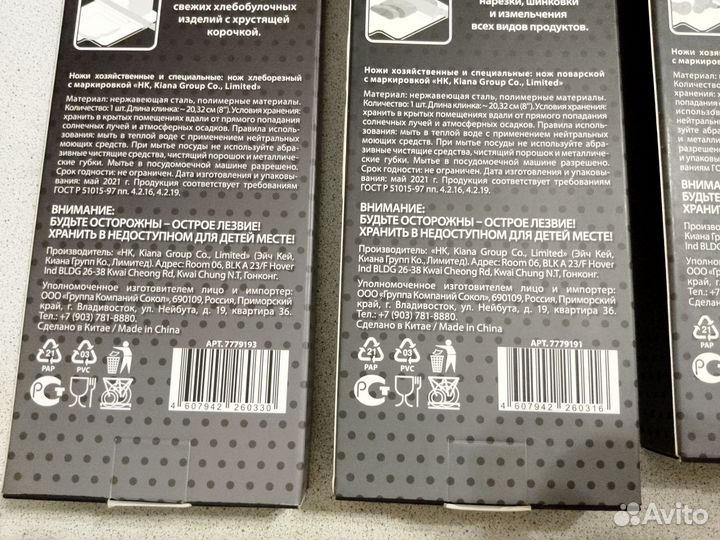 свежих хлебобулочных
изделий с хрустящей
корочкой.
Ножи хозяйственные и специальные: нож хлеборезный
с маркировкой «HK, Kiana Group Co., Limited»
Материал: нержавеющая сталь, полимерные материалы.
Количество: 1 шт. Длина клинка: ~ 20,32 см (8"). Условия хранения:
хранить в крытых помещениях вдали от прямого попадания
солнечных лучей и атмосферных осадков. Правила исполь-
зования: мыть в теплой воде с применением нейтральных
моющих средств. При мытье посуды не используйте абра-
зивные чистящие средства, чистящий порошок и металличе-
ские губки. Мытье в посудомоечной машине разрешено.
Срок годности: не ограничен. Дата изготовления и упаковы-
вания: май 2021 г. Продукция соответствует требованиям
ГОСТ Р 51015-97 пп. 4.2.16, 4.2.19.
ВНИМАНИЕ:
БУДЬТЕ ОСТОРОЖНЫ – ОСТРОЕ ЛЕЗВИЕ!
ХРАНИТЬ В НЕДОСТУПНОМ ДЛЯ ДЕТЕЙ МЕСТЕ!
Производитель: «HK, Kiana Group Co., Limited» (Эйч Кей,
Киана Групп Ко., Лимитед). Адрес: Room 06, BLK A 23/F Hover
Ind BLDG 26-38 Kwai Cheong Rd, Kwai Chung N.T, Гонконг.
Уполномоченное изготовителем лицо и импортер:
ООО «Группа Компаний Сокол», 690109, Россия, Приморский
край, г. Владивосток, ул. Нейбута, д. 19, квартира 36.
Тел.: +7 (903) 781-8880.
Сделано в Китае / Made in China
АРТ. 7779193
21
PAP
03
PVC
4 607942 260330
нарезки, шинковки
и измельчения
всех видов продуктов.
Ножи хозяйственные и специальные: нож поварской
с маркировкой «HK, Kiana Group Co., Limited»
Материал: нержавеющая сталь, полимерные материалы.
Количество: 1 шт. Длина клинка: ~ 20,32 см (8"). Условия хранения:
хранить в крытых помещениях вдали от прямого попадания
солнечных лучей и атмосферных осадков. Правила исполь-
зования: мыть в теплой воде с применением нейтральных
моющих средств. При мытье посуды не используйте абра-
зивные чистящие средства, чистящий порошок и металличе-
ские губки. Мытье в посудомоечной машине разрешено.
Срок годности: не ограничен. Дата изготовления и упаковы-
вания: май 2021 г. Продукция соответствует требованиям
ГОСТ Р 51015-97 пп. 4.2.16, 4.2.19.
ВНИМАНИЕ:
БУДЬТЕ ОСТОРОЖНЫ – ОСТРОЕ ЛЕЗВИЕ!
ХРАНИТЬ В НЕДОСТУПНОМ ДЛЯ ДЕТЕЙ МЕСТЕ!
Производитель: «HK, Kiana Group Co., Limited» (Эйч Кей,
Киана Групп Ко., Лимитед). Адрес: Room 06, BLK A 23/F Hover
Ind BLDG 26-38 Kwai Cheong Rd, Kwai Chung N.T, Гонконг.
Уполномоченное изготовителем лицо и импортер:
ООО «Группа Компаний Сокол», 690109, Россия, Приморский
край, г. Владивосток, ул. Нейбута, д. 19, квартира 36.
Тел.: +7 (903) 781-8880.
Сделано в Китае / Made in China
АРТ. 7779191
21
PAP
03
PVC
4 607942 260316
Avito